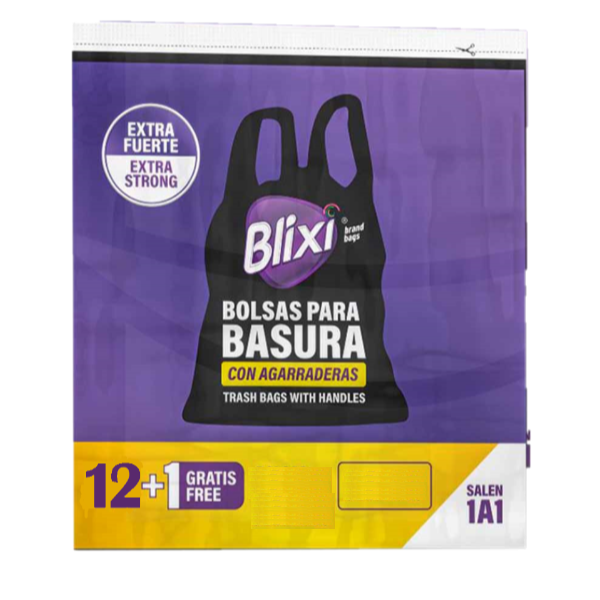 EXTRA
FUERTE
EXTRA
STRONG
Blixi
®
brand
bags
BOLSAS PARA
BASURA
CON AGARRADERAS
TRASH BAGS WITH HANDLES
12+1
GRATIS
FREE
SALEN
1A1